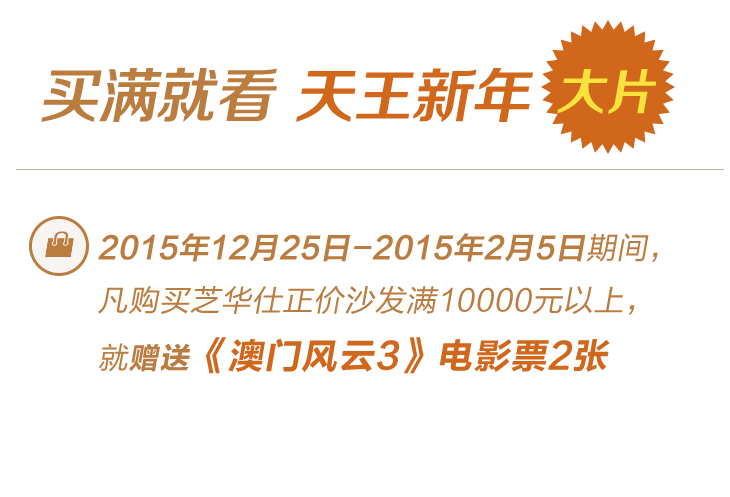 买满就看 天王新年 大片
2015年12月25日-2015年2月5日期间，
凡购买芝华仕正价沙发满10000元以上，
就赠送《澳门风云3》电影票2张